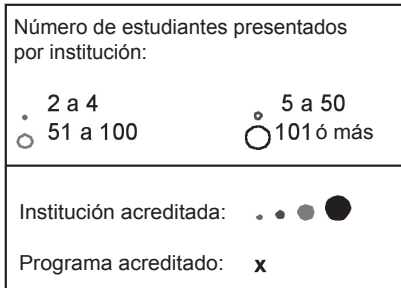 Número de estudiantes presentados
por institución:
2 a 4 5 a 50
51 a 100 101 ó más
Institución acreditada:
Programa acreditado: x